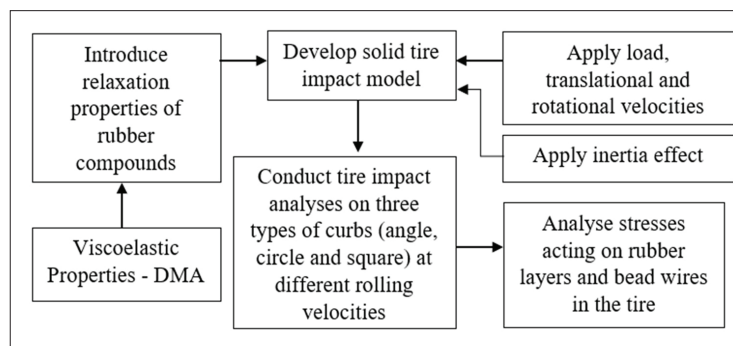 Introduce
relaxation
properties of
rubber
compounds
Develop solid tire
impact model
Apply load,
translational and
rotational velocities
Apply inertia effect
Conduct tire impact
analyses on three
types of curbs (angle,
circle and square) at
different rolling
velocities
Viscoelastic
Properties - DMA
Analyse stresses
acting on rubber
layers and bead wires
in the tire